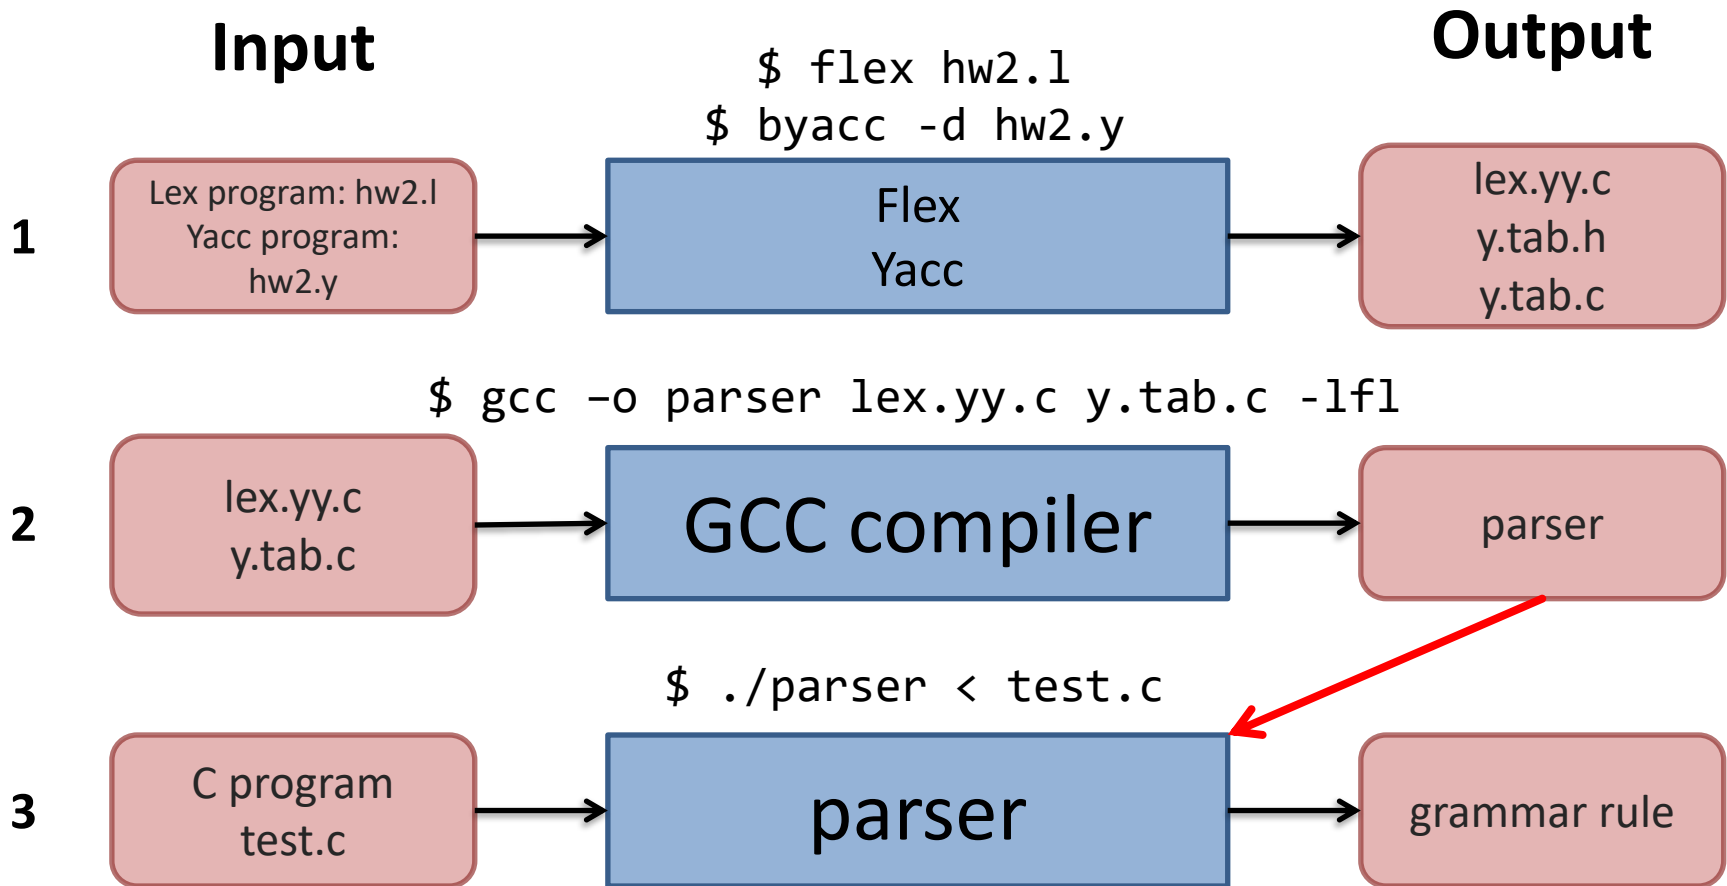 Input
Output
$ flex hw2.l
$ byacc -d hw2.y
1
Lex program: hw2.l
Yacc program:
hw2.y
Flex
Yacc
lex.yy.c
y.tab.h
y.tab.c
$ gcc –o parser lex.yy.c y.tab.c -lfl
2
lex.yy.c
y.tab.c
GCC compiler
parser
$ ./parser < test.c
3
C program
test.c
parser
grammar rule